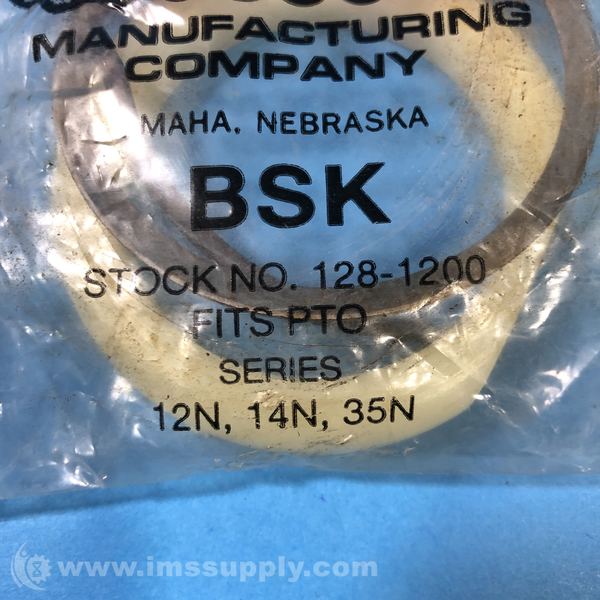 MANUFACTURING
COMPANY
MAHA, NEBRASKA
BSK
STOCK NO. 128-1200
FITS PTO
SERIES
12N, 14N, 35N
www.imssupply.com